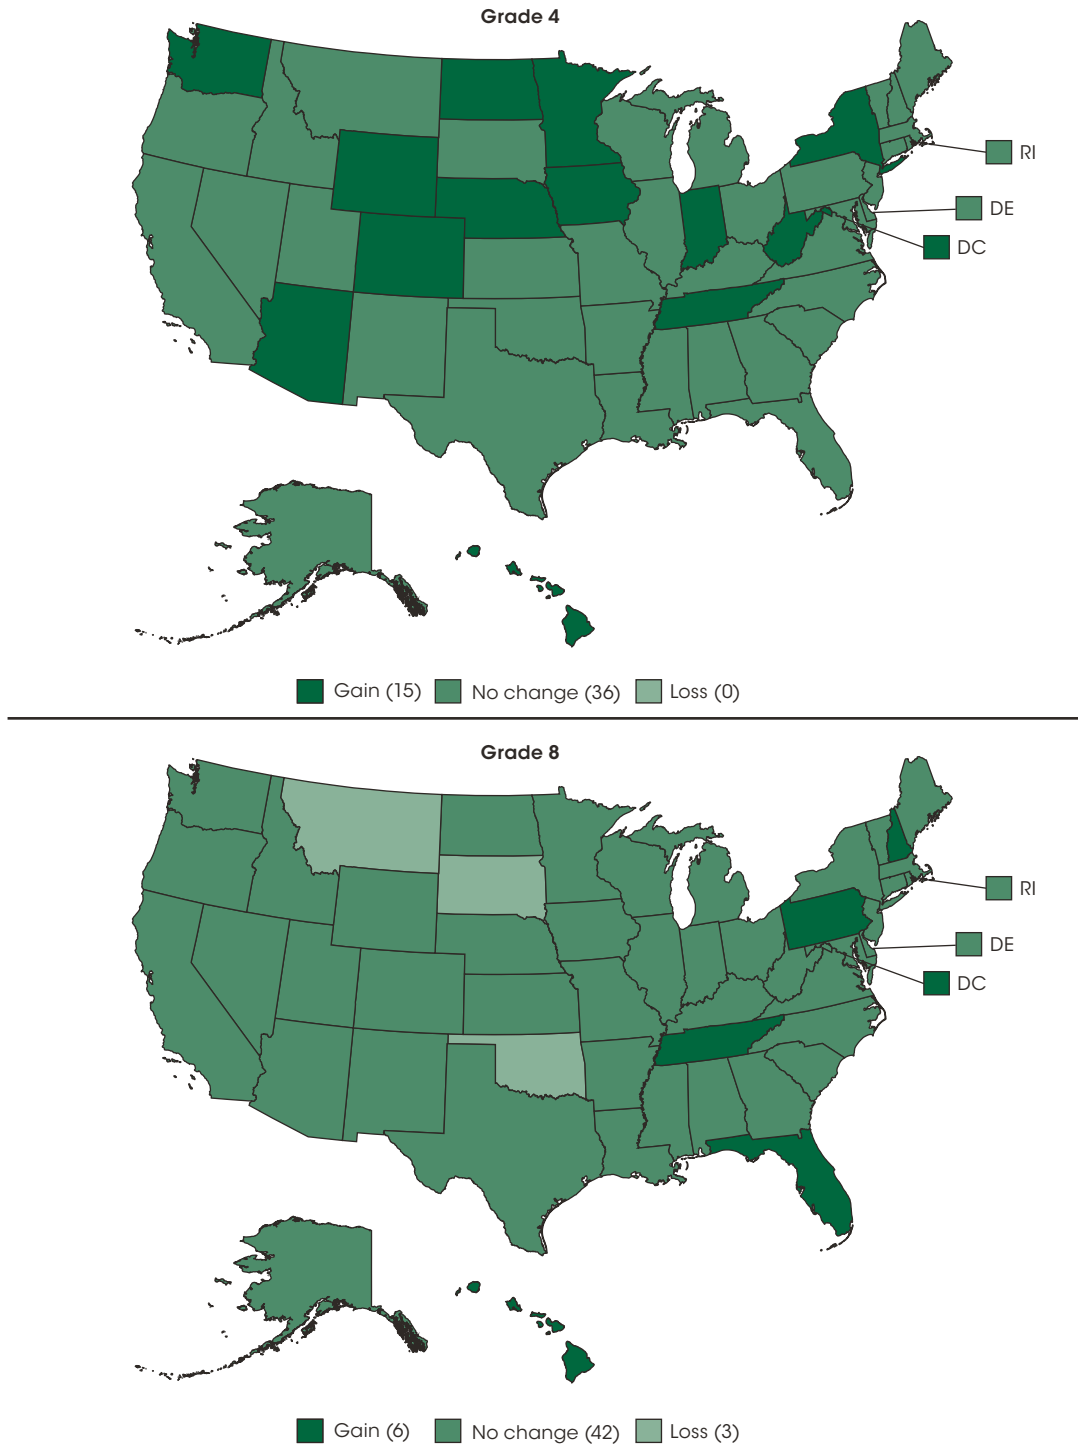 Grade 4
RI
DE
DC
Gain (15) No change (36) Loss (0)
Grade 8
RI
DE
DC
Gain (6) No change (42) Loss (3)